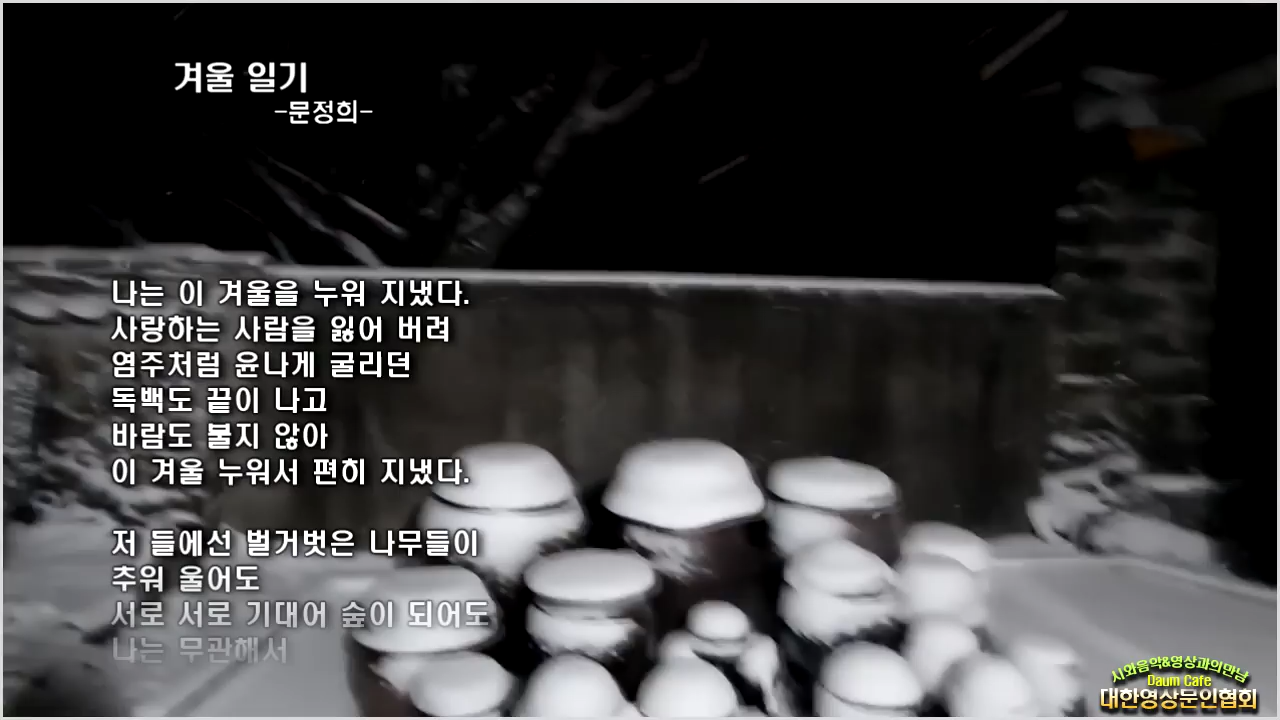 겨울 일기
-문정희-
나는 이 겨울을 누워 지냈다.
사랑하는 사람을 잃어 버려
염주처럼 윤나게 굴리던
독백도 끝이 나고
바람도 불지 않아
이 겨울 누워서 편히 지냈다.
저 들에선 벌거벗은 나무들이
추워 울어도
서로 서로 기대어 숲이 되어도
나는 무관해서
시와음악&영상과의만남
Daum Cafe
대한영상문인협회